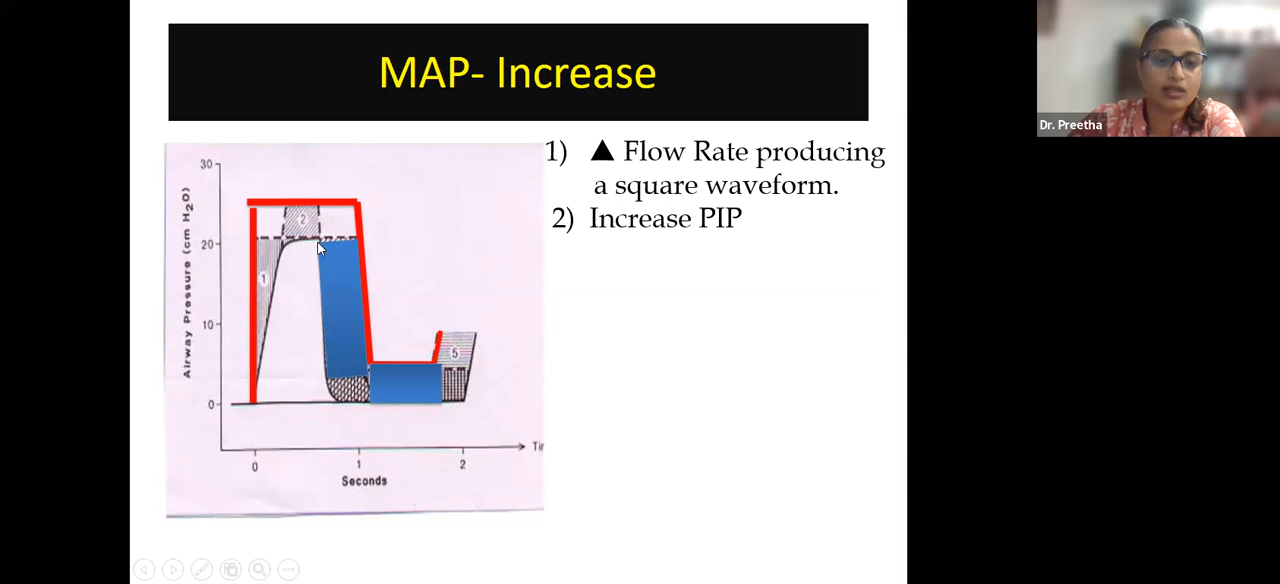 MAP- Increase
Dr. Preetha
1) ▲ Flow Rate producing
a square waveform.
2) Increase PIP
30
20
10
0
Airway Pressure (cm H₂O)
1
2
5
0 1 2
Seconds